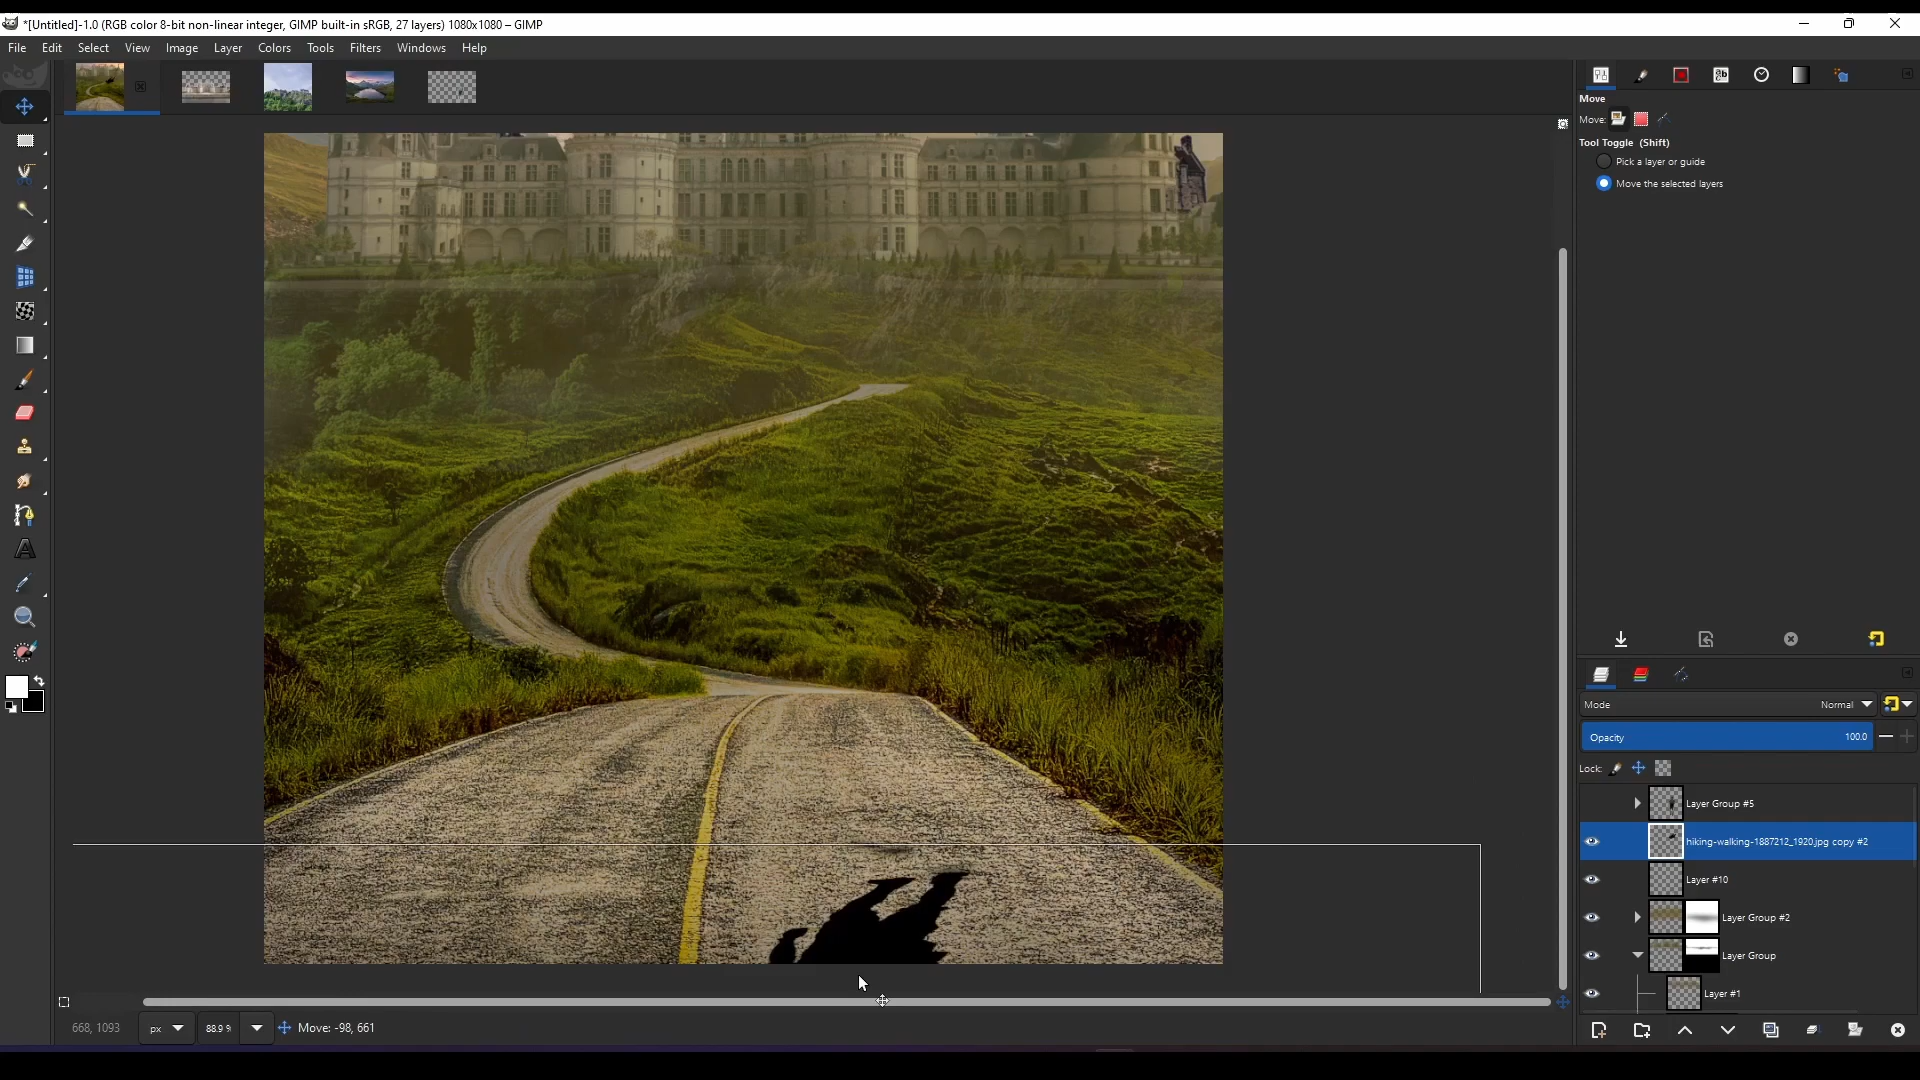 *[Untitled]-1.0 (RGB color 8-bit non-linear integer, GIMP built-in sRGB, 27 layers) 1080x1080 – GIMP
File Edit Select View Image Layer Colors Tools Filters Windows Help
Move
Move:
Tool Toggle (Shift)
Pick a layer or guide
Move the selected layers
Mode Normal
Opacity 100.0
Lock:
Layer Group #5
hiking-walking-1887212_1920.jpg copy #2
Layer #10
Layer Group #2
Layer Group
Layer #1
668, 1093 px 88.9 % Move: -98, 661